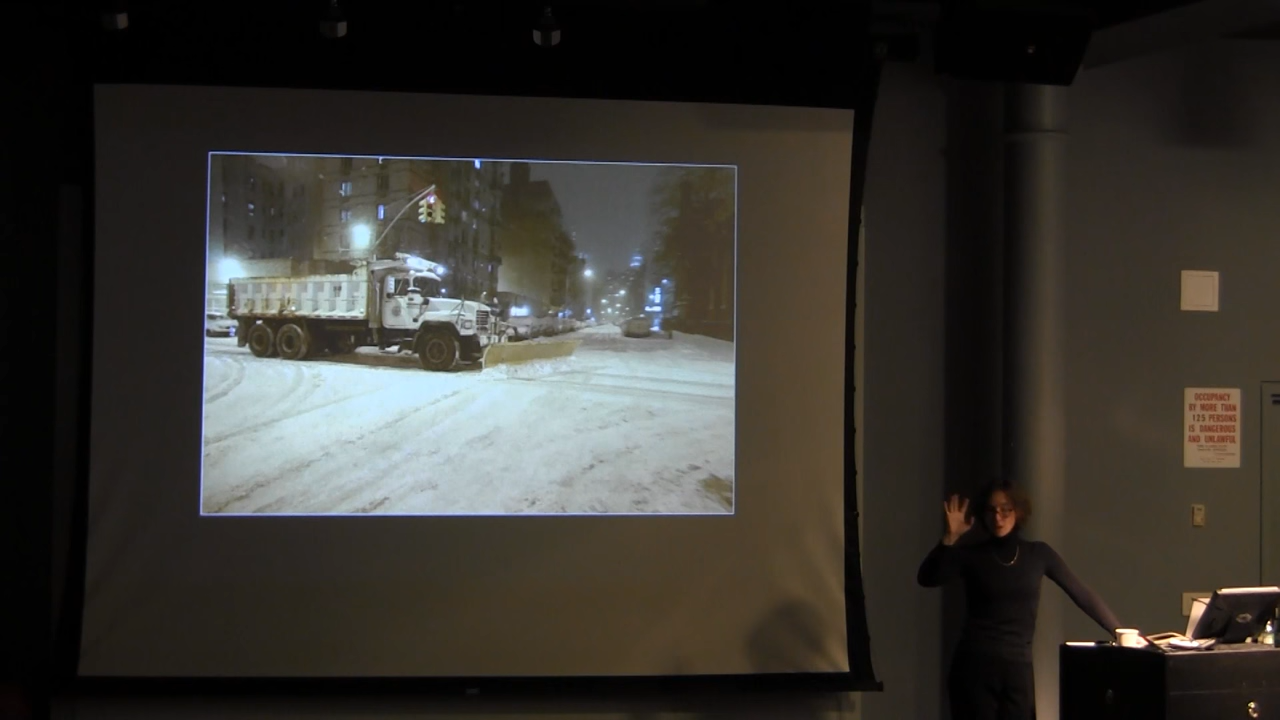 OCCUPANCY
BY MORE THAN
125 PERSONS
IS DANGEROUS
AND UNLAWFUL